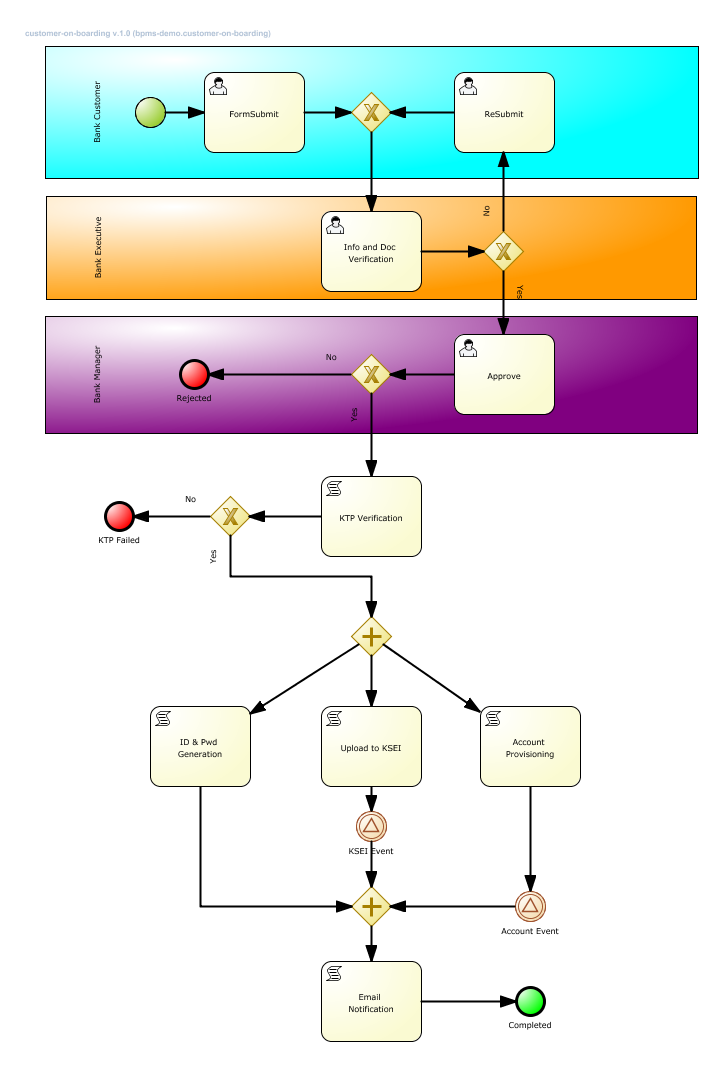 customer-on-boarding v.1.0 (bpms-demo.customer-on-boarding)
Bank Customer
FormSubmit
ReSubmit
Bank Executive
Info and Doc
Verification
No
Yes
Bank Manager
Rejected
No
Yes
Approve
KTP Verification
No
KTP Failed
Yes
ID & Pwd
Generation
Upload to KSEI
Account
Provisioning
KSEI Event
Account Event
Email
Notification
Completed